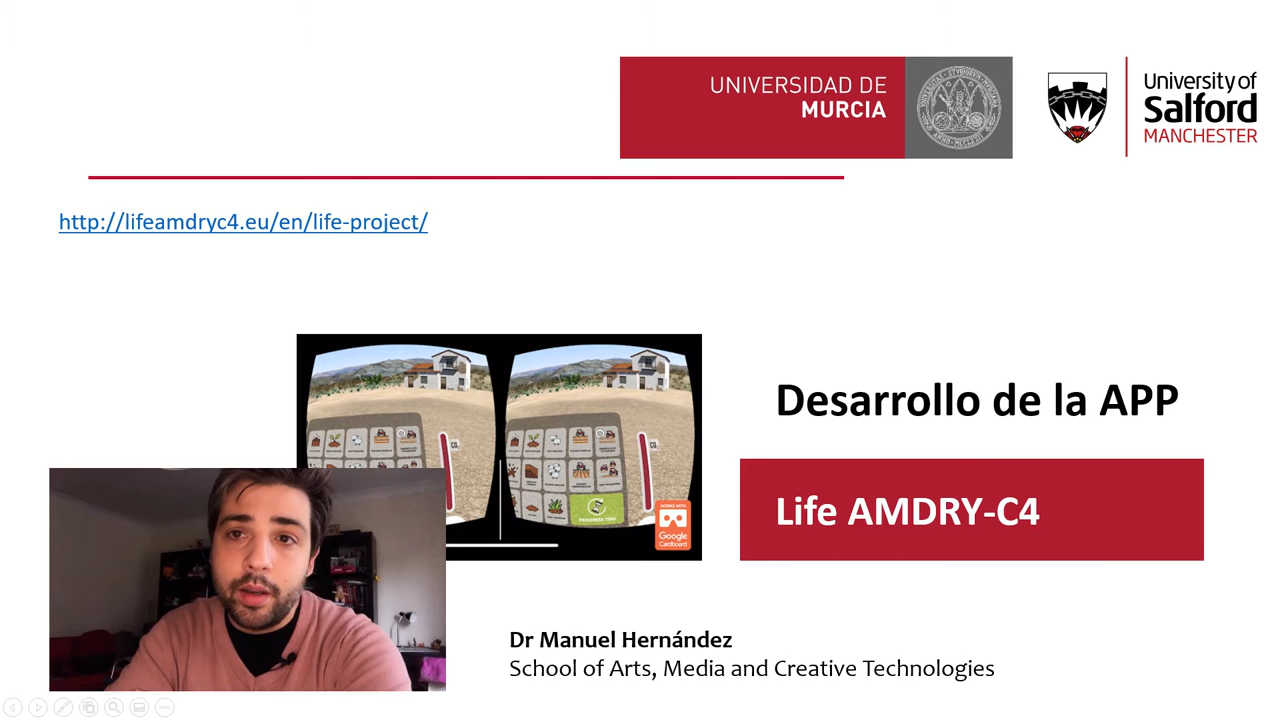 UNIVERSIDAD DE
MURCIA
University of
Salford
MANCHESTER
http://lifeamdryc4.eu/en/life-project/
Desarrollo de la APP
Life AMDRY-C4
PROGRESS TIME
WORKS WITH
Google
Cardboard
Dr Manuel Hernández
School of Arts, Media and Creative Technologies